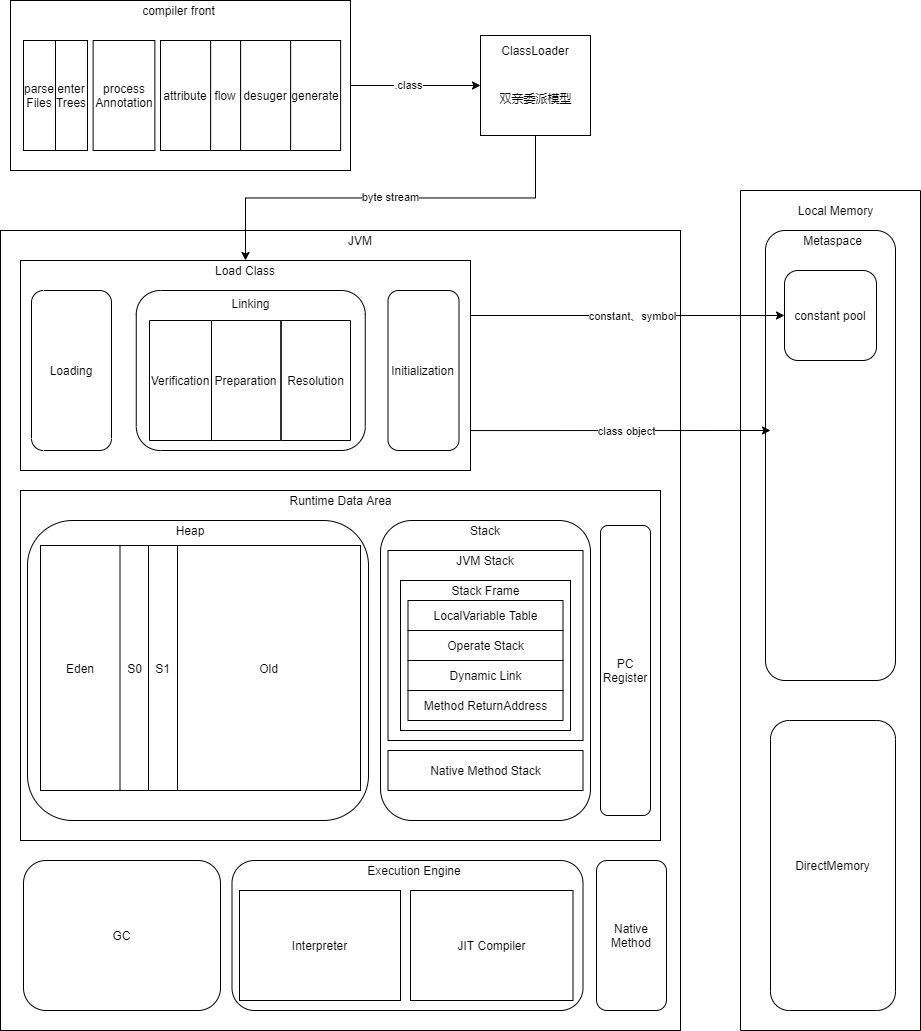 compiler front
parse
Files
enter
Trees
process
Annotation
attribute
flow
desuger
generate
.class
ClassLoader
双亲委派模型
byte stream
Local Memory
Metaspace
constant pool
JVM
Load Class
Loading
Linking
Verification
Preparation
Resolution
Initialization
constant、symbol
class object
Runtime Data Area
Heap
Eden
S0
S1
Old
Stack
JVM Stack
Stack Frame
LocalVariable Table
Operate Stack
Dynamic Link
Method ReturnAddress
Native Method Stack
PC
Register
DirectMemory
GC
Execution Engine
Interpreter
JIT Compiler
Native
Method